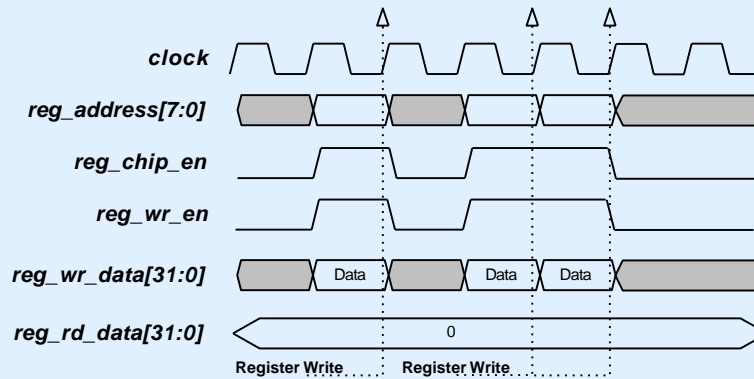 clock
reg_address[7:0]
reg_chip_en
reg_wr_en
reg_wr_data[31:0] Data Data Data
reg_rd_data[31:0] 0
Register Write Register Write